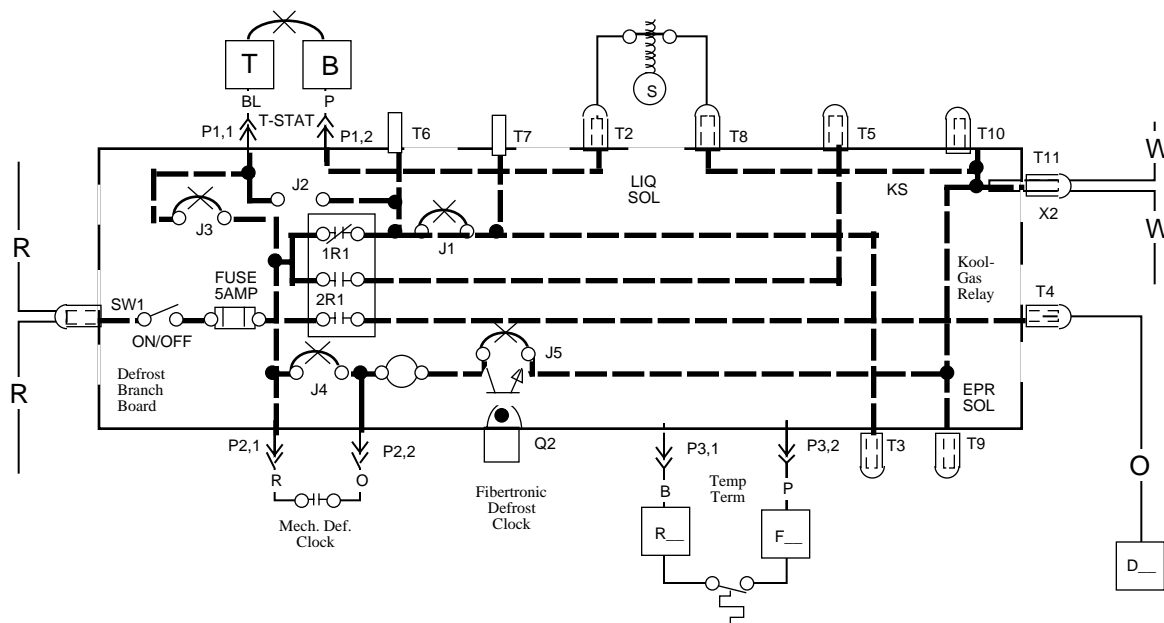 T
B
S
BL
P
T-STAT
P1,1
P1,2
T6
T7
T2
T8
T5
T10
T11
W
J2
LIQ
SOL
KS
X2
J3
J1
W
R
1R1
FUSE
5AMP
Kool-
Gas
Relay
SW1
2R1
T4
ON/OFF
J5
R
Defrost
Branch
Board
J4
EPR
SOL
P2,1
P2,2
Q2
P3,1
P3,2
T3
T9
R
O
Fibertronic
Defrost
Clock
B
Temp
Term
P
O
Mech. Def.
Clock
R__
F__
D__